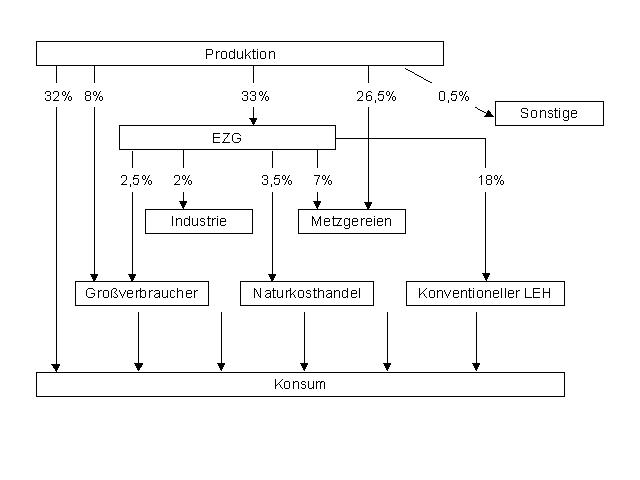 Produktion
32% 8% 33% 26,5% 0,5%
Sonstige
EZG
2,5% 2% 3,5% 7% 18%
Industrie Metzgereien
Großverbraucher Naturkosthandel Konventioneller LEH
Konsum